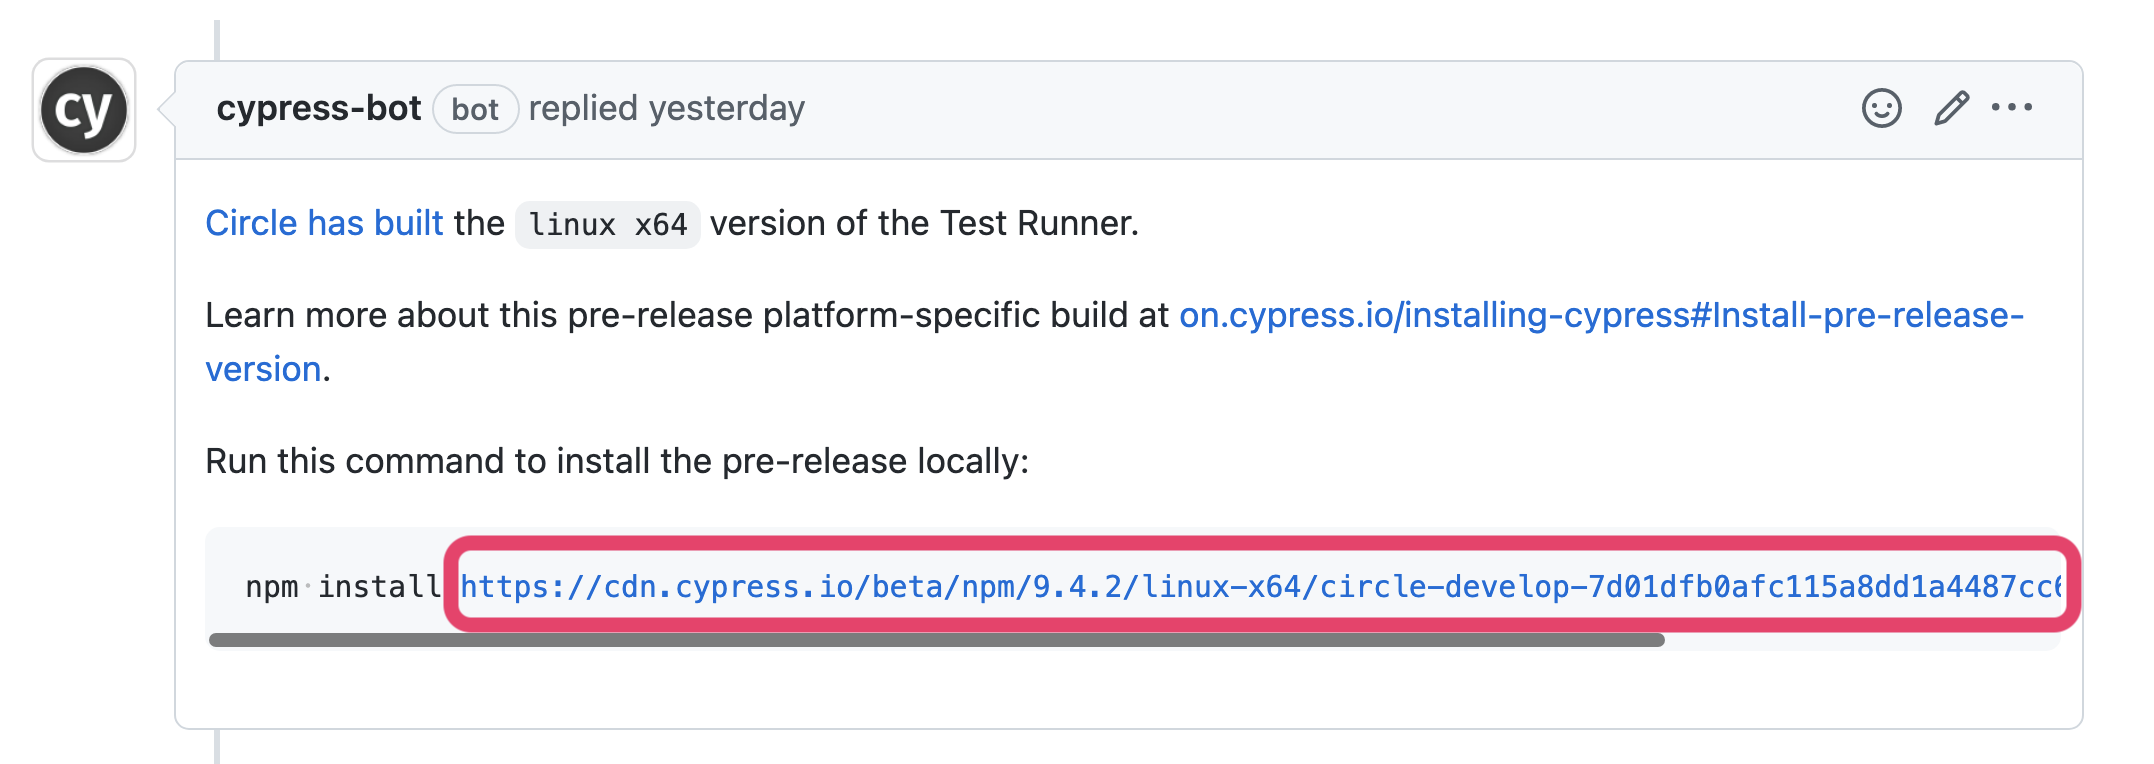 cy
cypress-bot bot replied yesterday
Circle has built the linux x64 version of the Test Runner.
Learn more about this pre-release platform-specific build at on.cypress.io/installing-cypress#Install-pre-release-
version.
Run this command to install the pre-release locally:
npm install https://cdn.cypress.io/beta/npm/9.4.2/linux-x64/circle-develop-7d01dfb0afc115a8dd1a4487cc6